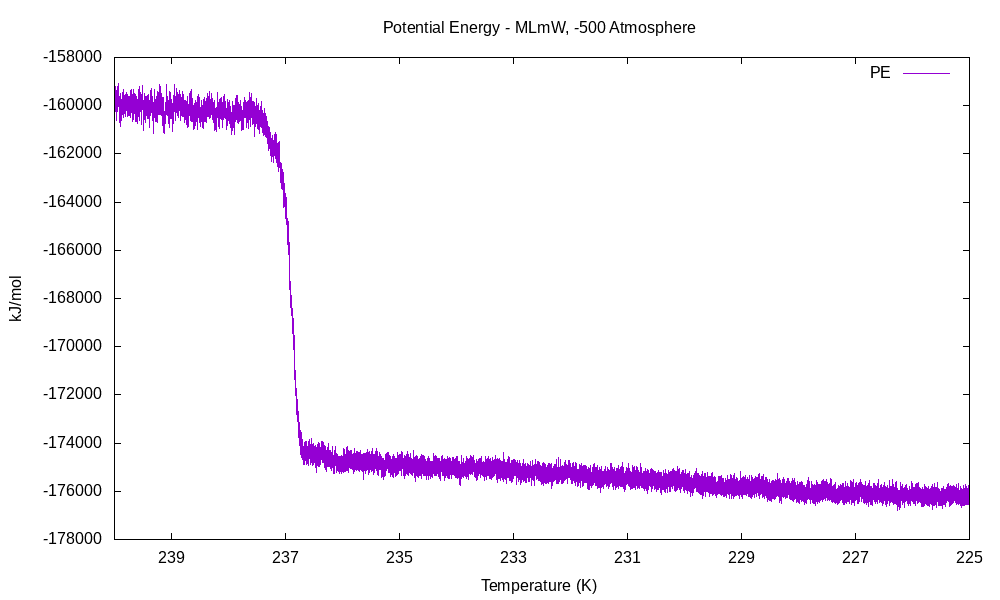 Potential Energy - MLmW, -500 Atmosphere
PE
kJ/mol
-158000
-160000
-162000
-164000
-166000
-168000
-170000
-172000
-174000
-176000
-178000
239 237 235 233 231 229 227 225
Temperature (K)